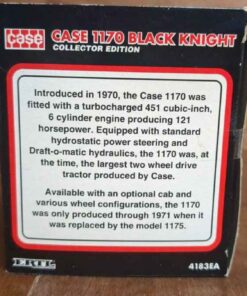 case
CASE 1170 BLACK KNIGHT
COLLECTOR EDITION
Introduced in 1970, the Case 1170 was
fitted with a turbocharged 451 cubic-inch,
6 cylinder engine producing 121
horsepower. Equipped with standard
hydrostatic power steering and
Draft-o-matic hydraulics, the 1170 was, at
the time, the largest two wheel drive
tractor produced by Case.
Available with an optional cab and
various wheel configurations, the 1170
was only produced through 1971 when it
was replaced by the model 1175.
ERTL
4183EA